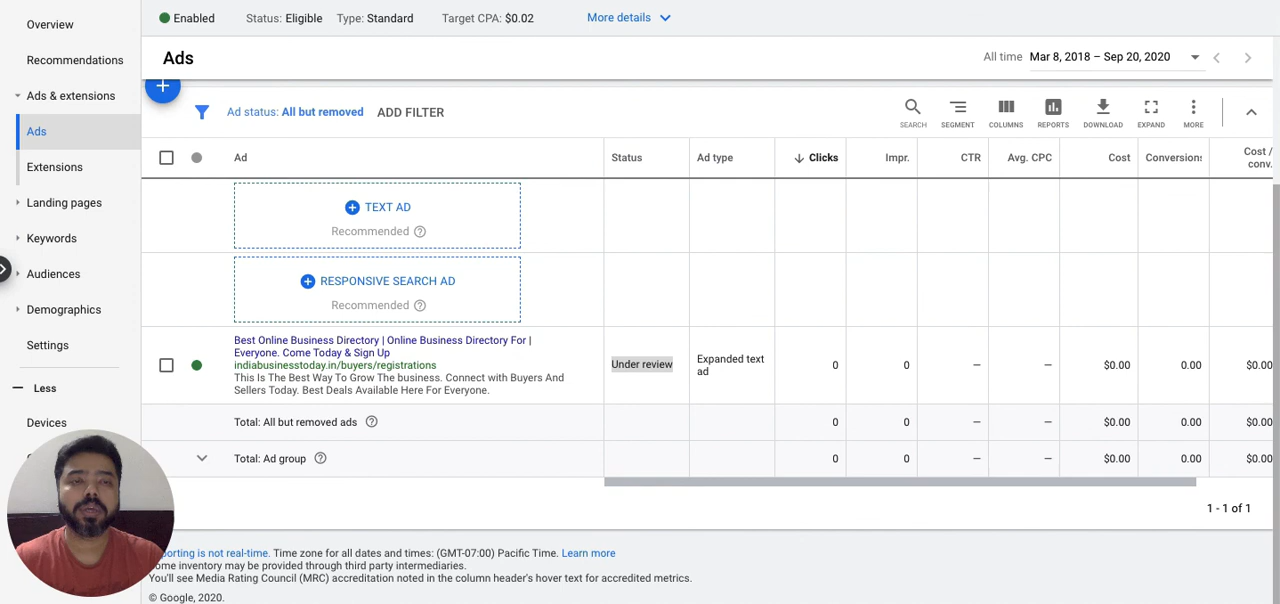 Overview
Recommendations
Ads & extensions
Ads
Extensions
Landing pages
Keywords
Audiences
Demographics
Settings
Less
Devices
Enabled Status: Eligible Type: Standard Target CPA: $0.02 More details
Ads
All time Mar 8, 2018 – Sep 20, 2020
Ad status: All but removed ADD FILTER
SEARCH SEGMENT COLUMNS REPORTS DOWNLOAD EXPAND MORE
Ad Status Ad type Clicks Impr. CTR Avg. CPC Cost Conversions Cost /
conv.
TEXT AD
Recommended
RESPONSIVE SEARCH AD
Recommended
Best Online Business Directory | Online Business Directory For |
Everyone. Come Today & Sign Up
indiabusinesstoday.in/buyers/registrations
This Is The Best Way To Grow The business. Connect with Buyers And
Sellers Today. Best Deals Available Here For Everyone.
Under review
Expanded text
ad
0 0 – – $0.00 0.00 $0.00
Total: All but removed ads 0 0 – – $0.00 0.00 $0.00
Total: Ad group 0 0 – – $0.00 0.00 $0.00
1 - 1 of 1
orting is not real-time. Time zone for all dates and times: (GMT-07:00) Pacific Time. Learn more
ome inventory may be provided through third party intermediaries.
You'll see Media Rating Council (MRC) accreditation noted in the column header's hover text for accredited metrics.
© Google, 2020.